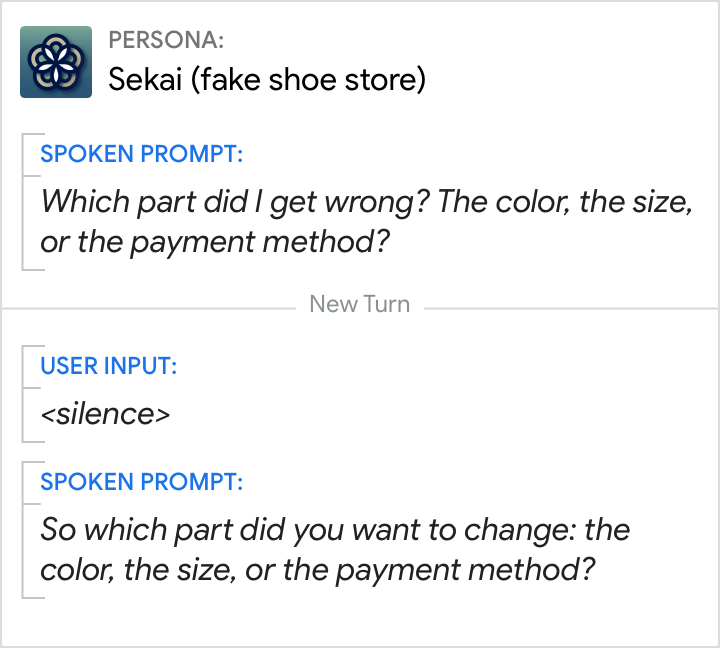 PERSONA:
Sekai (fake shoe store)
SPOKEN PROMPT:
Which part did I get wrong? The color, the size,
or the payment method?
New Turn
USER INPUT:
<silence>
SPOKEN PROMPT:
So which part did you want to change: the
color, the size, or the payment method?